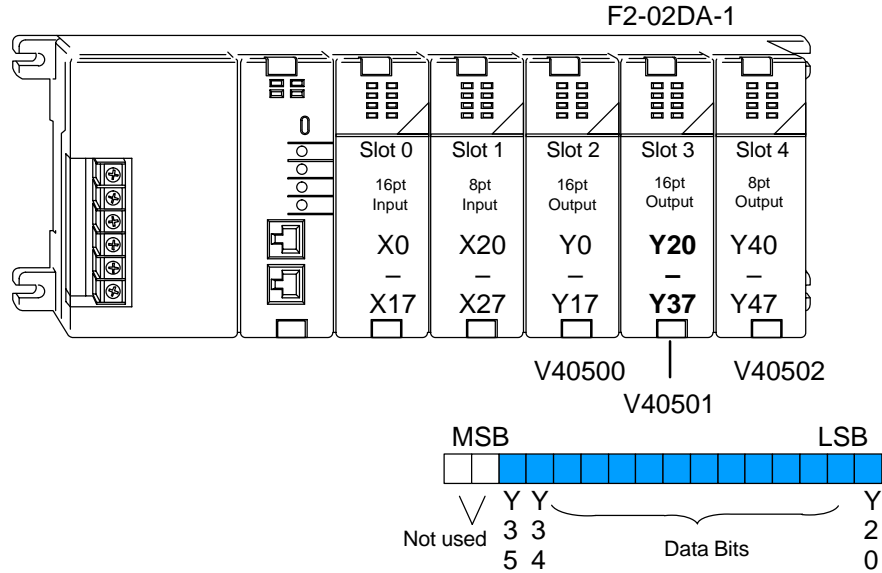 F2-02DA-1
Slot 0 Slot 1 Slot 2 Slot 3 Slot 4
16pt 8pt 16pt 16pt 8pt
Input Input Output Output Output
X0 X20 Y0 Y20 Y40
– – – – –
X17 X27 Y17 Y37 Y47
V40500 V40502
V40501
MSB LSB
Y Y Y
3 3 2
5 4 0
Not used Data Bits